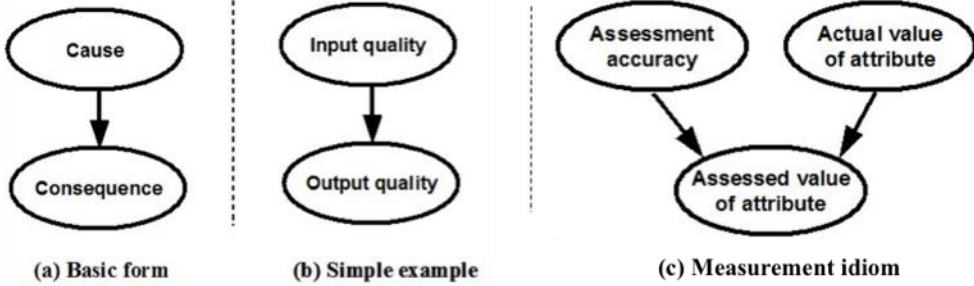 Cause
Consequence
(a) Basic form
Input quality
Output quality
(b) Simple example
Assessment
accuracy
Actual value
of attribute
Assessed value
of attribute
(c) Measurement idiom